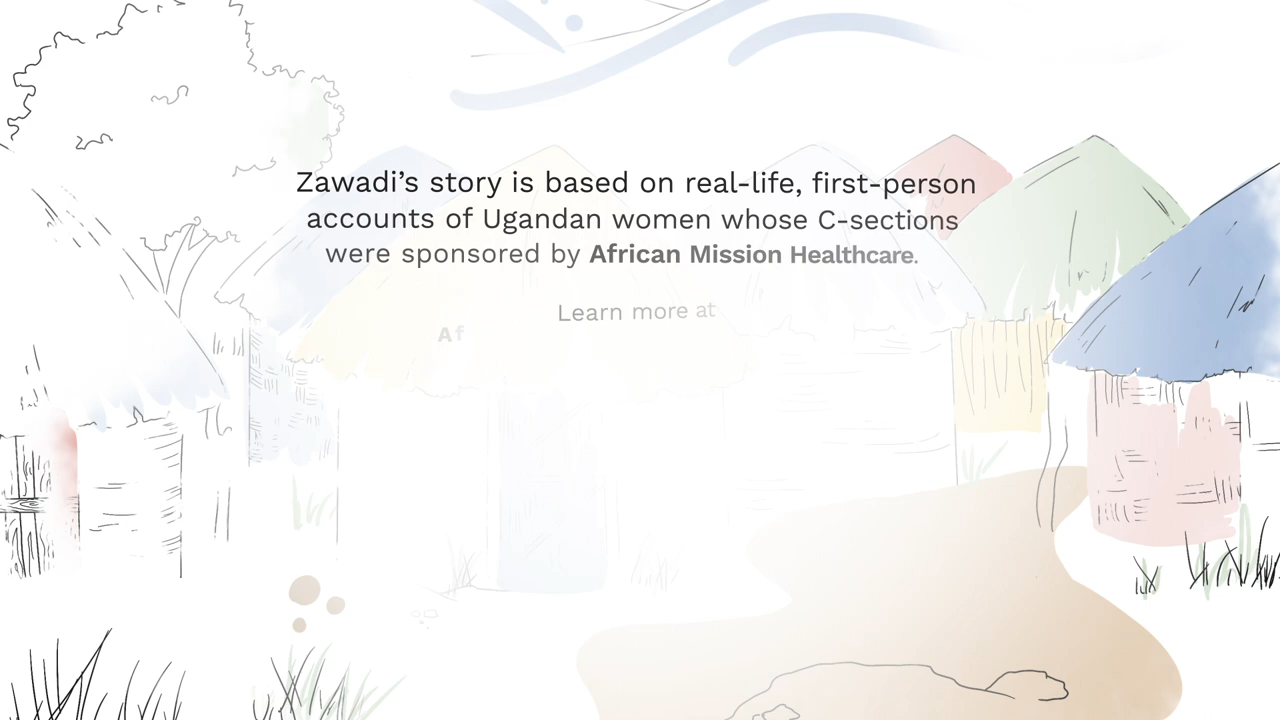 Zawadi’s story is based on real-life, first-person
accounts of Ugandan women whose C-sections
were sponsored by African Mission Healthcare.
Learn more at
Af